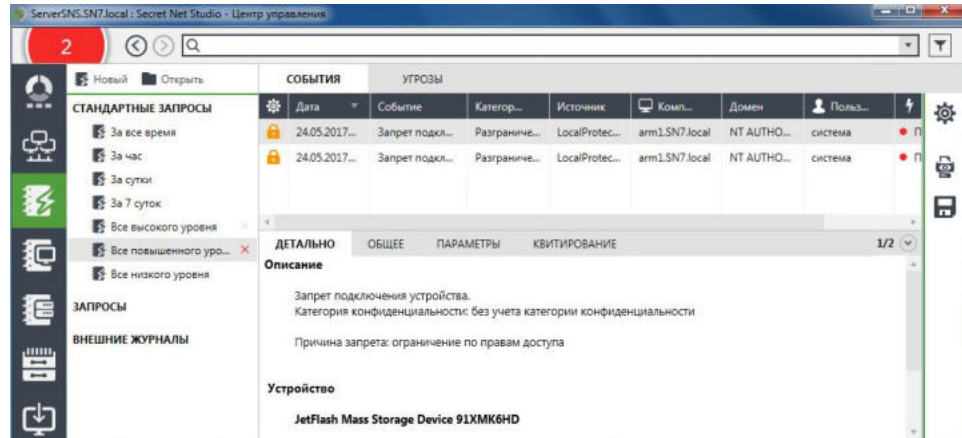 ServerSNS.SN7.local : Secret Net Studio - Центр управления
2
Новый Открыть
СОБЫТИЯ УГРОЗЫ
СТАНДАРТНЫЕ ЗАПРОСЫ
За все время
За час
За сутки
За 7 суток
Все высокого уровня
Все повышенного уро...
Все низкого уровня
ЗАПРОСЫ
ВНЕШНИЕ ЖУРНАЛЫ
Дата Событие Категор... Источник Комп... Домен Польз...
24.05.2017... Запрет подкл... Разграниче... LocalProtec... arm1.SN7.local NT AUTHO... система П
24.05.2017... Запрет подкл... Разграниче... LocalProtec... arm1.SN7.local NT AUTHO... система П
ДЕТАЛЬНО ОБЩЕЕ ПАРАМЕТРЫ КВИТИРОВАНИЕ 1/2
Описание
Запрет подключения устройства.
Категория конфиденциальности: без учета категории конфиденциальности
Причина запрета: ограничение по правам доступа
Устройство
JetFlash Mass Storage Device 91XMK6HD